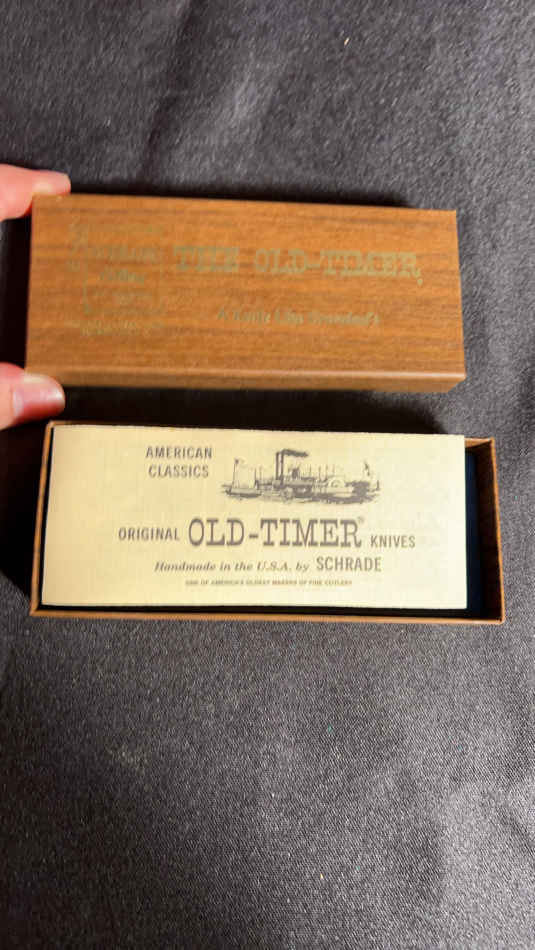 THE OLD-TIMER
AMERICAN
CLASSICS
ORIGINAL OLD-TIMER® KNIVES
Handmade in the U.S.A. by SCHRADE
ONE OF AMERICA'S OLDEST MAKERS OF FINE CUTLERY